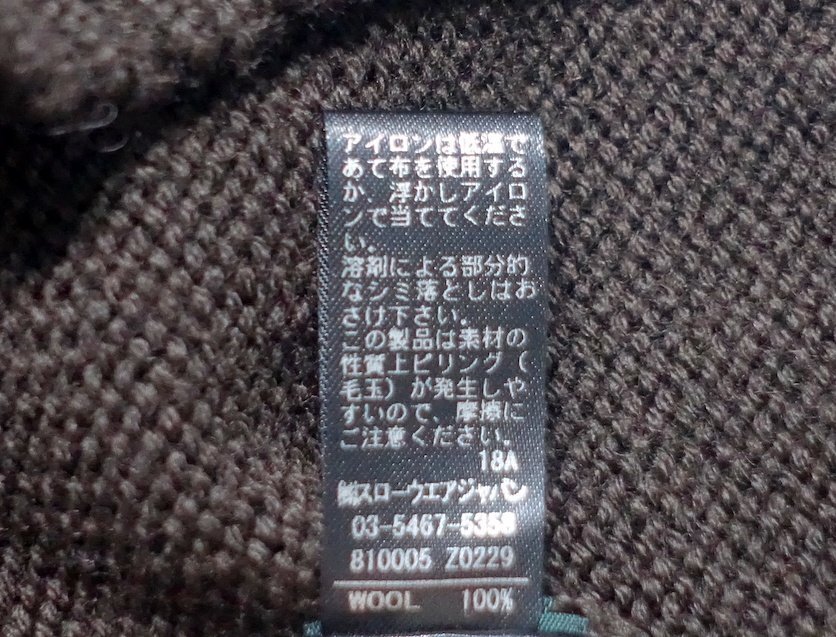 アイロンは低温で
あて布を使用する
か、浮かしアイロ
ンで当ててくださ
い。
溶剤による部分的
なシミ落としはお
さけ下さい。
この製品は素材の
性質上ピリング（
毛玉）が発生しや
すいので、摩擦に
ご注意ください。
18A
㈱スローウエアジャパン
03-5467-5358
810005 Z0229
WOOL 100%